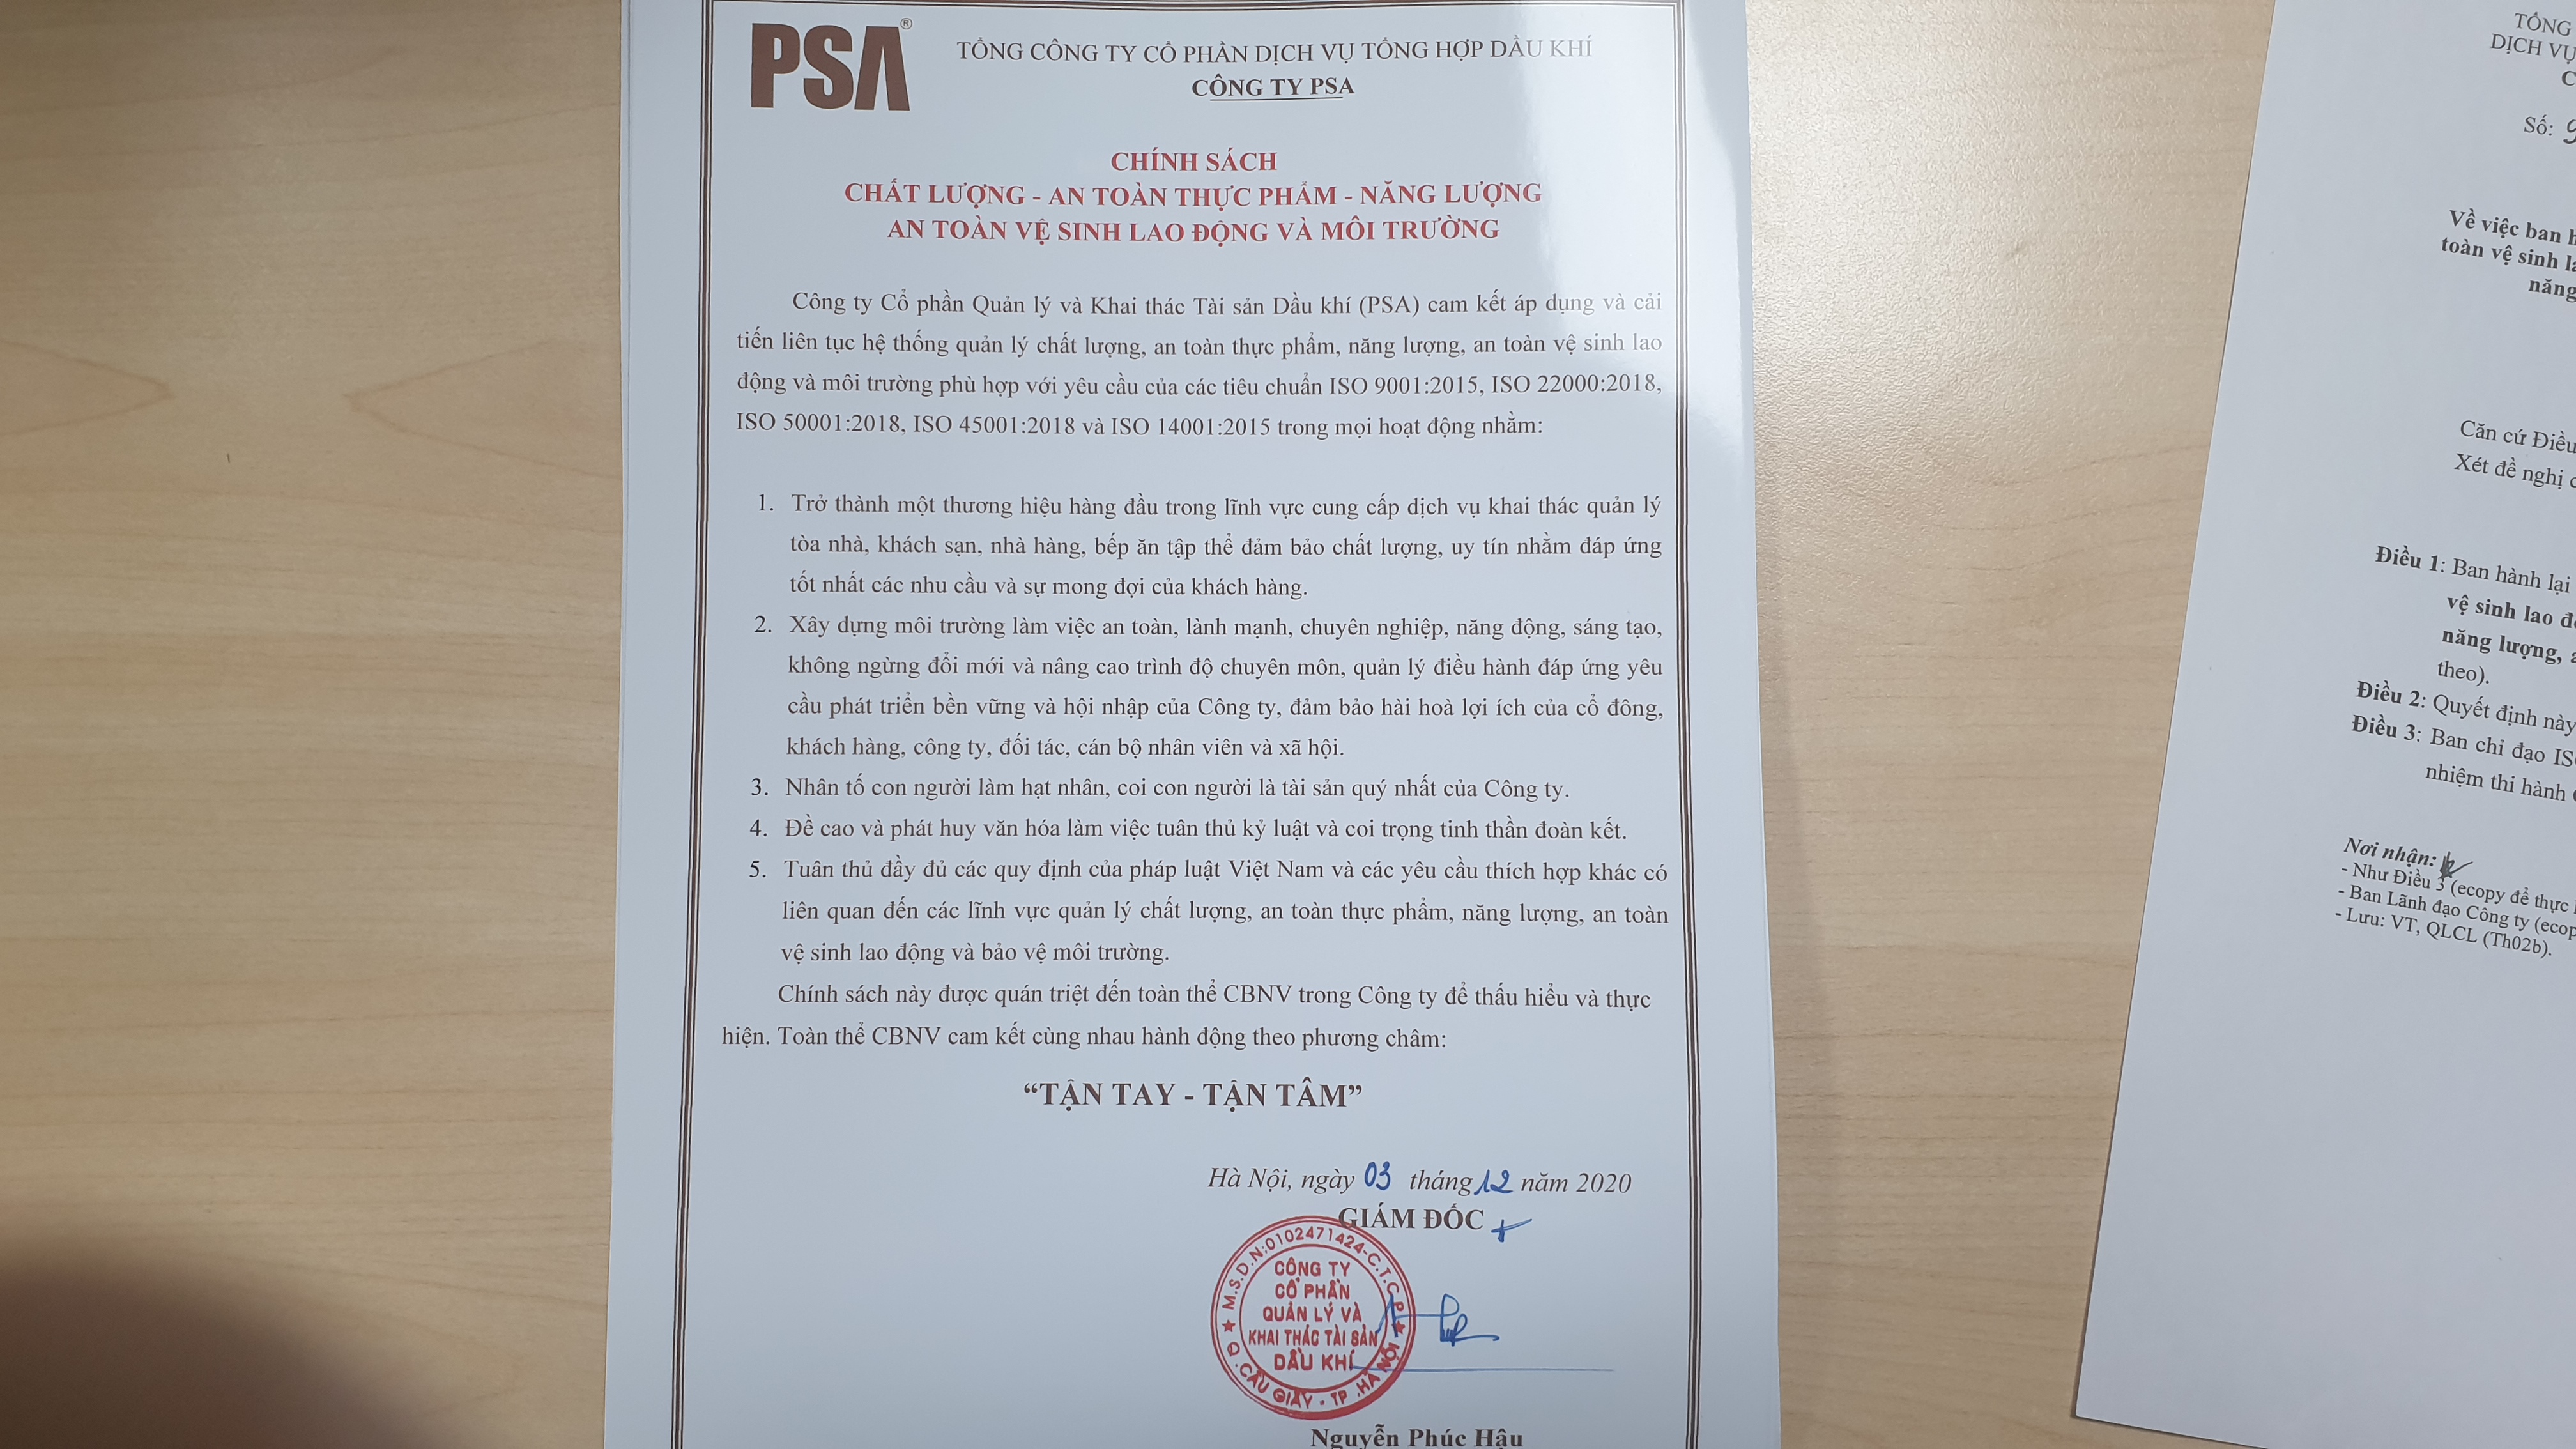 PSA®
TỔNG CÔNG TY CỔ PHẦN DỊCH VỤ TỔNG HỢP DẦU KHÍ
CÔNG TY PSA
CHÍNH SÁCH
CHẤT LƯỢNG - AN TOÀN THỰC PHẨM - NĂNG LƯỢNG
AN TOÀN VỆ SINH LAO ĐỘNG VÀ MÔI TRƯỜNG
Công ty Cổ phần Quản lý và Khai thác Tài sản Dầu khí (PSA) cam kết áp dụng và cải
tiến liên tục hệ thống quản lý chất lượng, an toàn thực phẩm, năng lượng, an toàn vệ sinh lao
động và môi trường phù hợp với yêu cầu của các tiêu chuẩn ISO 9001:2015, ISO 22000:2018,
ISO 50001:2018, ISO 45001:2018 và ISO 14001:2015 trong mọi hoạt động nhằm:
1. Trở thành một thương hiệu hàng đầu trong lĩnh vực cung cấp dịch vụ khai thác quản lý
tòa nhà, khách sạn, nhà hàng, bếp ăn tập thể đảm bảo chất lượng, uy tín nhằm đáp ứng
tốt nhất các nhu cầu và sự mong đợi của khách hàng.
2. Xây dựng môi trường làm việc an toàn, lành mạnh, chuyên nghiệp, năng động, sáng tạo,
không ngừng đổi mới và nâng cao trình độ chuyên môn, quản lý điều hành đáp ứng yêu
cầu phát triển bền vững và hội nhập của Công ty, đảm bảo hài hoà lợi ích của cổ đông,
khách hàng, công ty, đối tác, cán bộ nhân viên và xã hội.
3. Nhân tố con người làm hạt nhân, coi con người là tài sản quý nhất của Công ty.
4. Đề cao và phát huy văn hóa làm việc tuân thủ kỷ luật và coi trọng tinh thần đoàn kết.
5. Tuân thủ đầy đủ các quy định của pháp luật Việt Nam và các yêu cầu thích hợp khác có
liên quan đến các lĩnh vực quản lý chất lượng, an toàn thực phẩm, năng lượng, an toàn
vệ sinh lao động và bảo vệ môi trường.
Chính sách này được quán triệt đến toàn thể CBNV trong Công ty để thấu hiểu và thực
hiện. Toàn thể CBNV cam kết cùng nhau hành động theo phương châm:
“TẬN TAY - TẬN TÂM”
Hà Nội, ngày 03 tháng 12 năm 2020
GIÁM ĐỐC
M.S.D.N:0102471424-C.T.C.P
CÔNG TY
CỔ PHẦN
QUẢN LÝ VÀ
KHAI THÁC TÀI SẢN
DẦU KHÍ
Q. CẦU GIẤY - TP. HÀ NỘI
Nguyễn Phúc Hậu
TỔNG
DỊCH VỤ
C
Số:
Về việc ban h
toàn vệ sinh la
năng
Căn cứ Điều
Xét đề nghị c
Điều 1: Ban hành lại
vệ sinh lao đ
năng lượng,
theo).
Điều 2: Quyết định này
Điều 3: Ban chỉ đạo IS
nhiệm thi hành
Nơi nhận:
- Như Điều 3 (ecopy để thực
- Ban Lãnh đạo Công ty (ecop
- Lưu: VT, QLCL (Th02b).